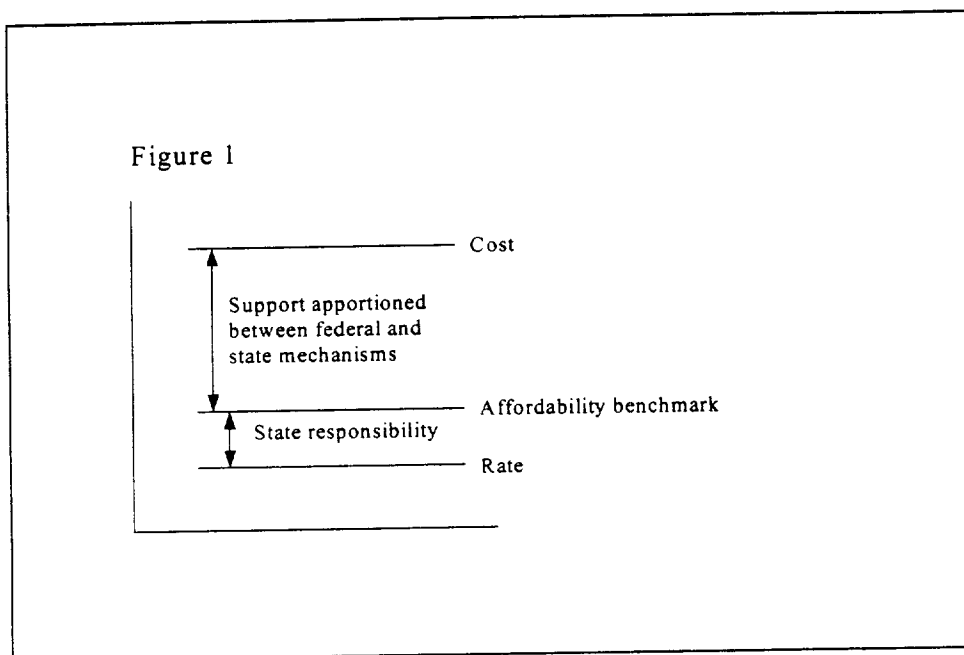 Figure 1
Cost
Support apportioned
between federal and
state mechanisms
Affordability benchmark
State responsibility
Rate